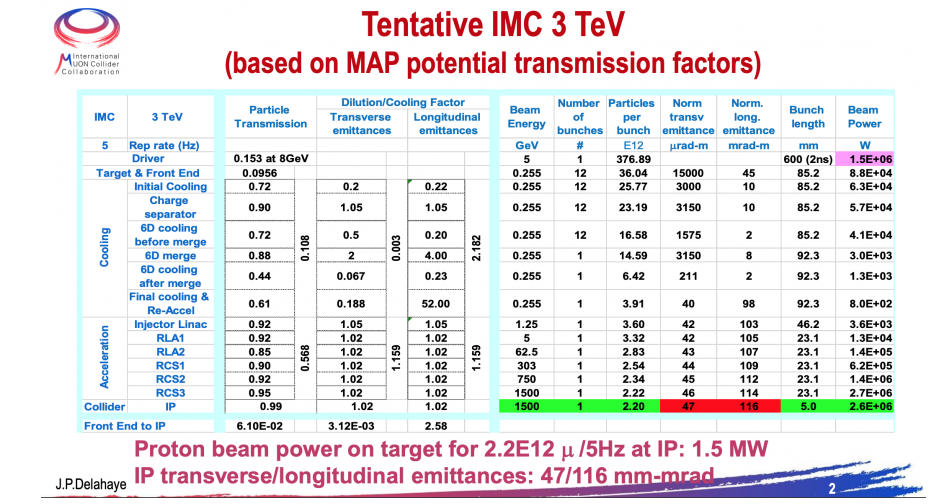 Tentative IMC 3 TeV
(based on MAP potential transmission factors)
International
MUON Collider
Collaboration
IMC 3 TeV Particle Transmission Dilution/Cooling Factor Beam Energy Number of bunches Particles per bunch Norm transv emittance Norm. long. emittance Bunch length Beam Power
Transverse emittances Longitudinal emittances
5 Rep rate (Hz) GeV # E12 µrad-m mrad-m mm W
Driver 0.153 at 8GeV 5 1 376.89 600 (2ns) 1.5E+06
Target & Front End 0.0956 0.255 12 36.04 15000 45 85.2 8.8E+04
Cooling
Initial Cooling 0.72 0.2 0.22 0.255 12 25.77 3000 10 85.2 6.3E+04
Charge separator 0.90 1.05 1.05 0.255 12 23.19 3150 10 85.2 5.7E+04
6D cooling before merge 0.72 0.5 0.20 0.255 12 16.58 1575 2 85.2 4.1E+04
6D merge 0.88 2 4.00 0.255 1 14.59 3150 8 92.3 3.0E+03
6D cooling after merge 0.44 0.067 0.23 0.255 1 6.42 211 2 92.3 1.3E+03
Final cooling & Re-Accel 0.61 0.188 52.00 0.255 1 3.91 40 98 92.3 8.0E+02
0.108 0.003 2.182
Acceleration
Injector Linac 0.92 1.05 1.05 1.25 1 3.60 42 103 46.2 3.6E+03
RLA1 0.92 1.02 1.02 5 1 3.32 42 105 23.1 1.3E+04
RLA2 0.85 1.02 1.02 62.5 1 2.83 43 107 23.1 1.4E+05
RCS1 0.90 1.02 1.02 303 1 2.54 44 109 23.1 6.2E+05
RCS2 0.92 1.02 1.02 750 1 2.34 45 112 23.1 1.4E+06
RCS3 0.95 1.02 1.02 1500 1 2.22 46 114 23.1 2.7E+06
0.568 1.159 1.159
Collider IP 0.99 1.02 1.02 1500 1 2.20 47 116 5.0 2.6E+06
Front End to IP 6.10E-02 3.12E-03 2.58
Proton beam power on target for 2.2E12 µ /5Hz at IP: 1.5 MW
IP transverse/longitudinal emittances: 47/116 mm-mrad
J.P.Delahaye
2